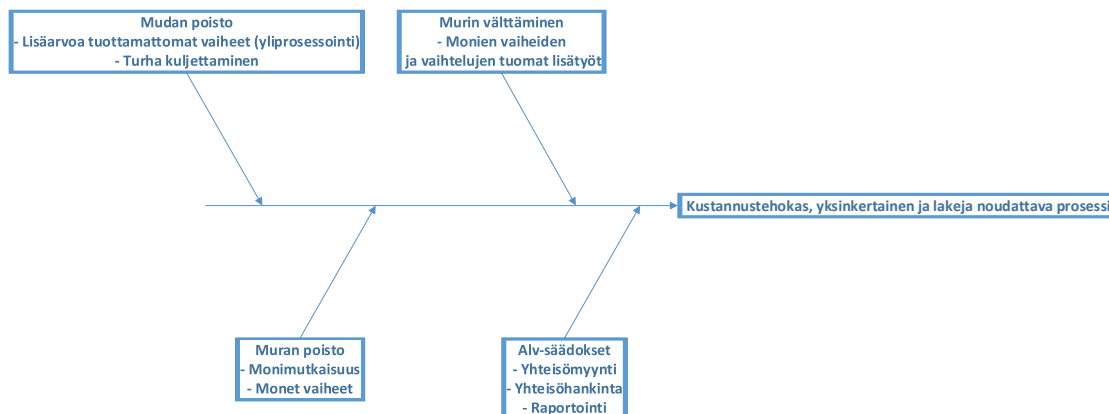 Mudan poisto
- Lisäarvoa tuottamattomat vaiheet (yliprosessointi)
- Turha kuljettaminen
Murin välttäminen
- Monien vaiheiden
ja vaihtelujen tuomat lisätyöt
Kustannustehokas, yksinkertainen ja lakeja noudattava prosessi
Muran poisto
- Monimutkaisuus
- Monet vaiheet
Alv-säädökset
- Yhteisömyynti
- Yhteisöhankinta
- Raportointi